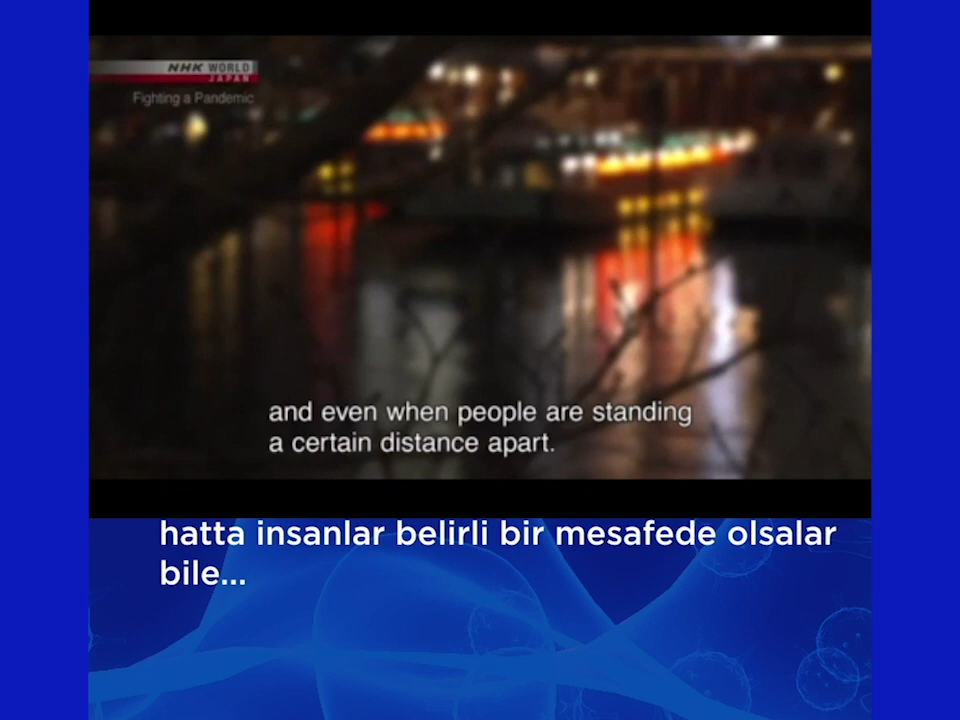 NHK WORLD
JAPAN
Fighting a Pandemic
and even when people are standing
a certain distance apart.
hatta insanlar belirli bir mesafede olsalar
bile...